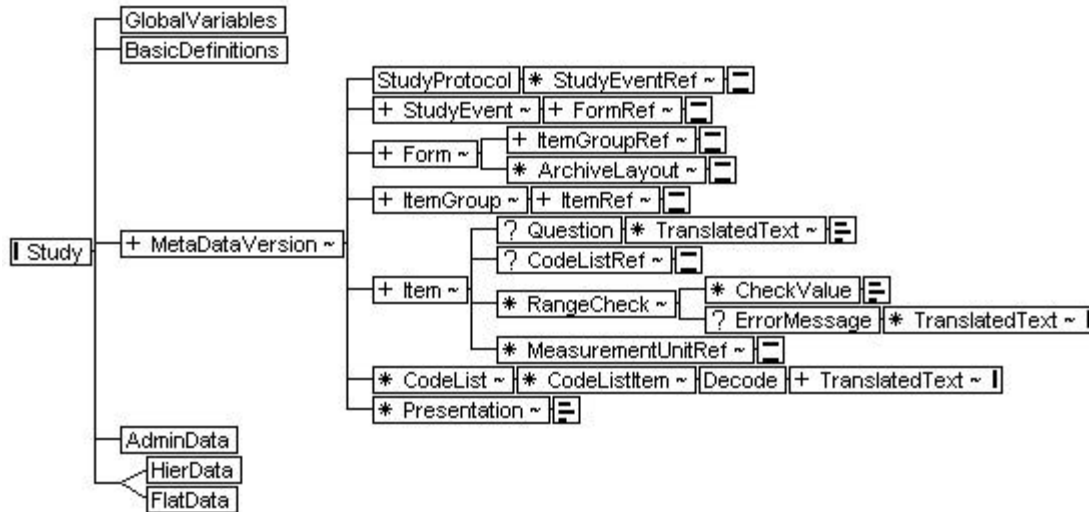 GlobalVariables
BasicDefinitions
StudyProtocol * StudyEventRef ~
+ StudyEvent ~ + FormRef ~
+ ItemGroupRef ~
+ Form ~
* ArchiveLayout ~
+ ItemGroup ~ + ItemRef ~
? Question * TranslatedText ~
Study + MetaDataVersion ~
? CodeListRef ~
* CheckValue
+ Item ~ * RangeCheck ~
? ErrorMessage * TranslatedText ~
* MeasurementUnitRef ~
* CodeList ~ * CodeListItem ~ Decode + TranslatedText ~
* Presentation ~
AdminData
HierData
FlatData